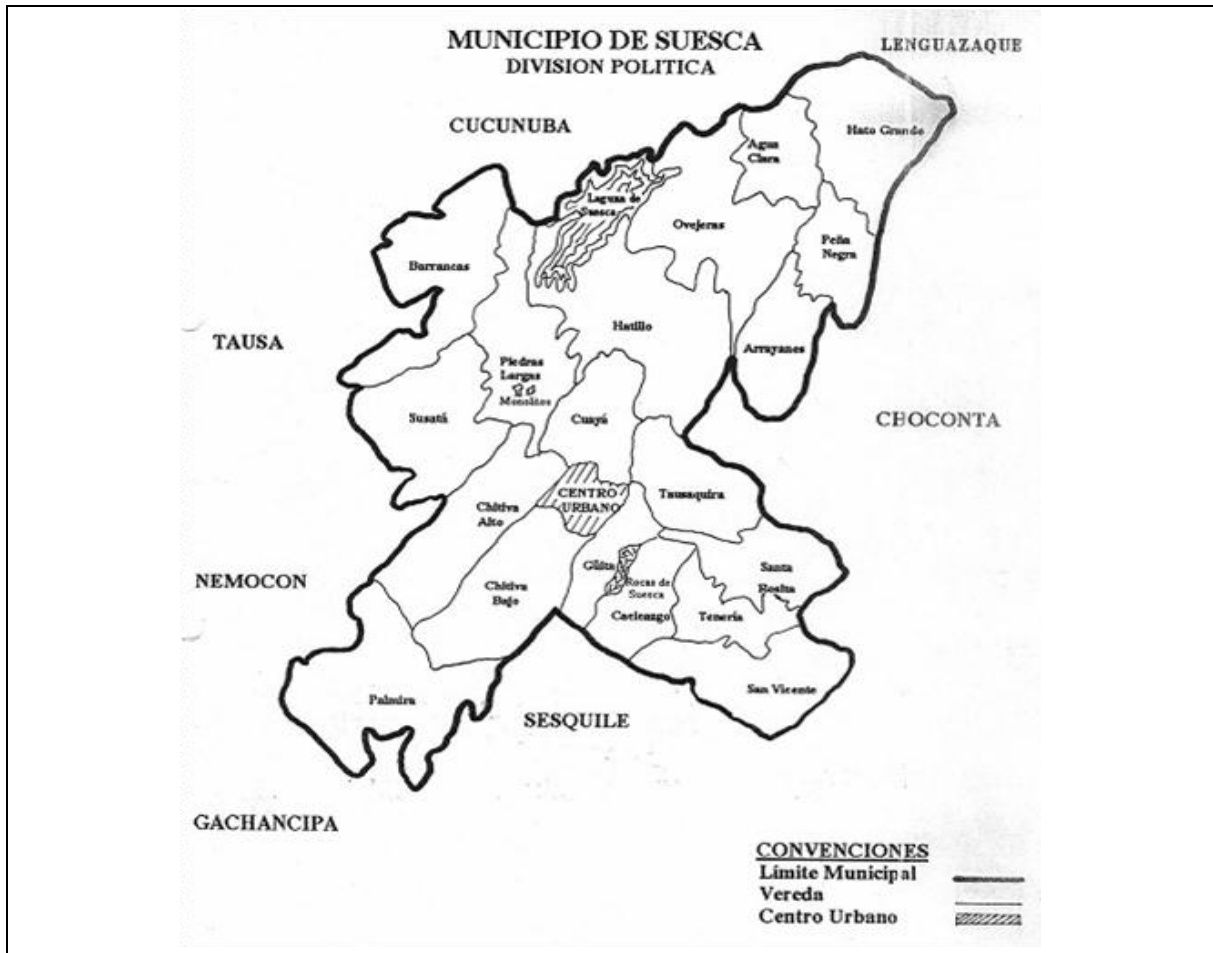 MUNICIPIO DE SUESCA
DIVISION POLITICA
LENGUAZAQUE
CUCUNUBA
Hato Grande
Agua
Clara
Laguna de
Suesca
Ovejeras
Peña
Negra
Barrancas
Hatillo
TAUSA
Arrayanes
Piedras
Largas
Monolitos
Susatá
Cuayá
CHOCONTA
CENTRO
URBANO
Tausaquira
Chitiva
Alto
Güita
Santa
Rosita
NEMOCON
Chitiva
Bajo
Rocas de
Suesca
Cacicazgo
Tenería
San Vicente
Palmira
SESQUILE
GACHANCIPA
CONVENCIONES
Límite Municipal
Vereda
Centro Urbano